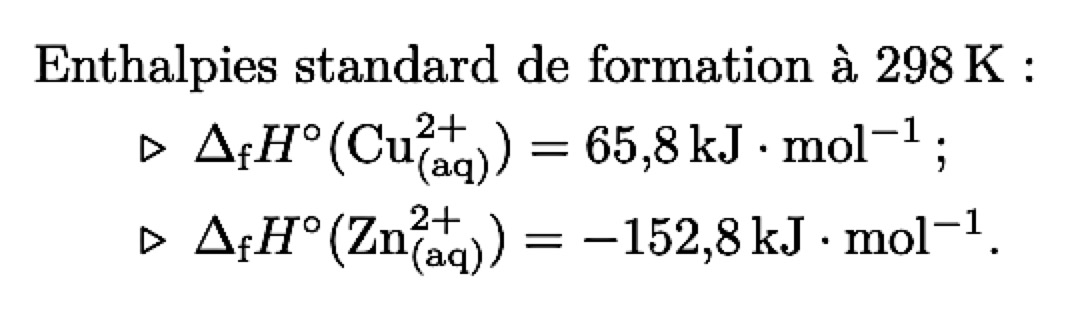 Enthalpies standard de formation à 298 K :
▷ ΔfH°(Cu²⁺(aq)) = 65,8 kJ · mol⁻¹ ;
▷ ΔfH°(Zn²⁺(aq)) = −152,8 kJ · mol⁻¹.